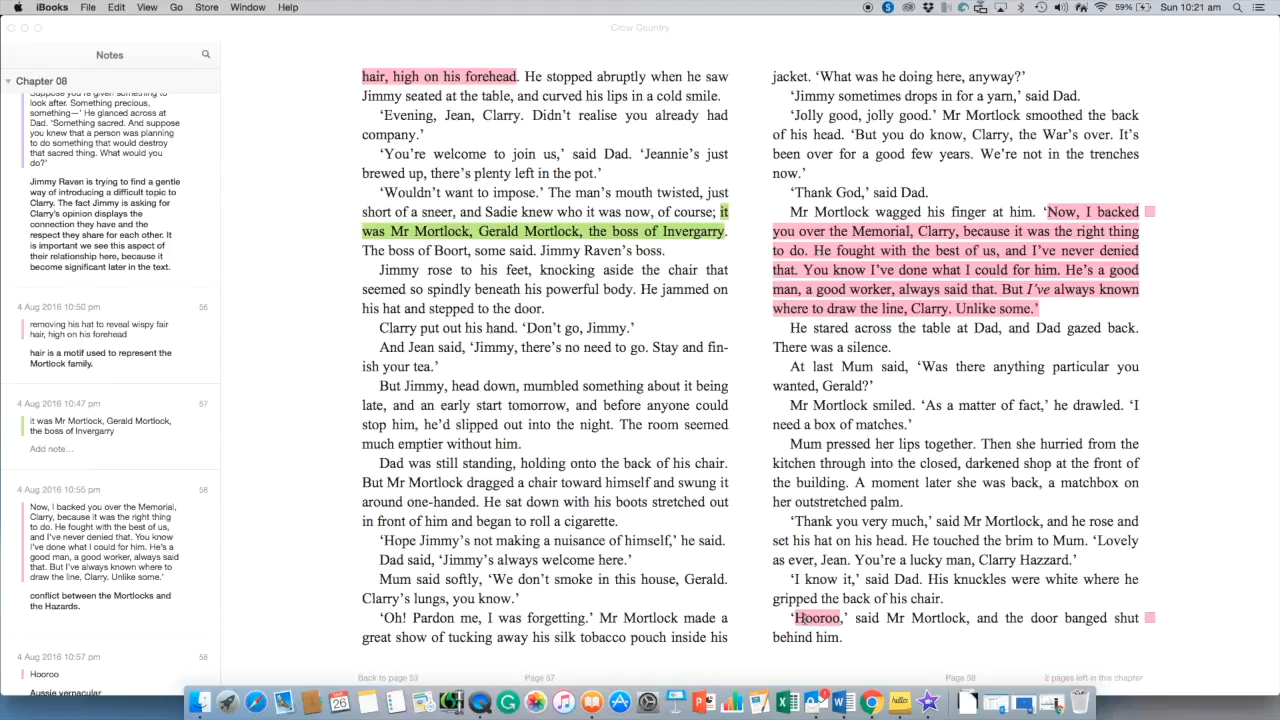 iBooks File Edit View Go Store Window Help 59% Sun 10:21 am
Crow Country
Notes
Chapter 08
Suppose you're given something to
look after. Something precious,
something—' He glanced across at
Dad. 'Something sacred. And suppose
you knew that a person was planning
to do something that would destroy
that sacred thing. What would you
do?'
Jimmy Raven is trying to find a gentle
way of introducing a difficult topic to
Clarry. The fact Jimmy is asking for
Clarry's opinion displays the
connection they have and the
respect they share for each other. It
is important we see this aspect of
their relationship here, because it
become significant later in the text.
4 Aug 2016 10:50 pm 56
removing his hat to reveal wispy fair
hair, high on his forehead
hair is a motif used to represent the
Mortlock family.
4 Aug 2016 10:47 pm 57
it was Mr Mortlock, Gerald Mortlock,
the boss of Invergarry
Add note…
4 Aug 2016 10:55 pm 58
Now, I backed you over the Memorial,
Clarry, because it was the right thing
to do. He fought with the best of us,
and I've never denied that. You know
I've done what I could for him. He's a
good man, a good worker, always said
that. But I've always known where to
draw the line, Clarry. Unlike some.'
conflict between the Mortlocks and
the Hazards.
4 Aug 2016 10:57 pm 58
Hooroo
Aussie vernacular
hair, high on his forehead. He stopped abruptly when he saw
Jimmy seated at the table, and curved his lips in a cold smile.
‘Evening, Jean, Clarry. Didn’t realise you already had
company.’
‘You’re welcome to join us,’ said Dad. ‘Jeannie’s just
brewed up, there’s plenty left in the pot.’
‘Wouldn’t want to impose.’ The man’s mouth twisted, just
short of a sneer, and Sadie knew who it was now, of course; it
was Mr Mortlock, Gerald Mortlock, the boss of Invergarry.
The boss of Boort, some said. Jimmy Raven’s boss.
Jimmy rose to his feet, knocking aside the chair that
seemed so spindly beneath his powerful body. He jammed on
his hat and stepped to the door.
Clarry put out his hand. ‘Don’t go, Jimmy.’
And Jean said, ‘Jimmy, there’s no need to go. Stay and fin-
ish your tea.’
But Jimmy, head down, mumbled something about it being
late, and an early start tomorrow, and before anyone could
stop him, he’d slipped out into the night. The room seemed
much emptier without him.
Dad was still standing, holding onto the back of his chair.
But Mr Mortlock dragged a chair toward himself and swung it
around one-handed. He sat down with his boots stretched out
in front of him and began to roll a cigarette.
‘Hope Jimmy’s not making a nuisance of himself,’ he said.
Dad said, ‘Jimmy’s always welcome here.’
Mum said softly, ‘We don’t smoke in this house, Gerald.
Clarry’s lungs, you know.’
‘Oh! Pardon me, I was forgetting.’ Mr Mortlock made a
great show of tucking away his silk tobacco pouch inside his
Back to page 53 Page 57
jacket. ‘What was he doing here, anyway?’
‘Jimmy sometimes drops in for a yarn,’ said Dad.
‘Jolly good, jolly good.’ Mr Mortlock smoothed the back
of his head. ‘But you do know, Clarry, the War’s over. It’s
been over for a good few years. We’re not in the trenches
now.’
‘Thank God,’ said Dad.
Mr Mortlock wagged his finger at him. ‘Now, I backed
you over the Memorial, Clarry, because it was the right thing
to do. He fought with the best of us, and I’ve never denied
that. You know I’ve done what I could for him. He’s a good
man, a good worker, always said that. But I’ve always known
where to draw the line, Clarry. Unlike some.’
He stared across the table at Dad, and Dad gazed back.
There was a silence.
At last Mum said, ‘Was there anything particular you
wanted, Gerald?’
Mr Mortlock smiled. ‘As a matter of fact,’ he drawled. ‘I
need a box of matches.’
Mum pressed her lips together. Then she hurried from the
kitchen through into the closed, darkened shop at the front of
the building. A moment later she was back, a matchbox on
her outstretched palm.
‘Thank you very much,’ said Mr Mortlock, and he rose and
set his hat on his head. He touched the brim to Mum. ‘Lovely
as ever, Jean. You’re a lucky man, Clarry Hazzard.’
‘I know it,’ said Dad. His knuckles were white where he
gripped the back of his chair.
‘Hooroo,’ said Mr Mortlock, and the door banged shut
behind him.
Page 58 2 pages left in this chapter
26
hello